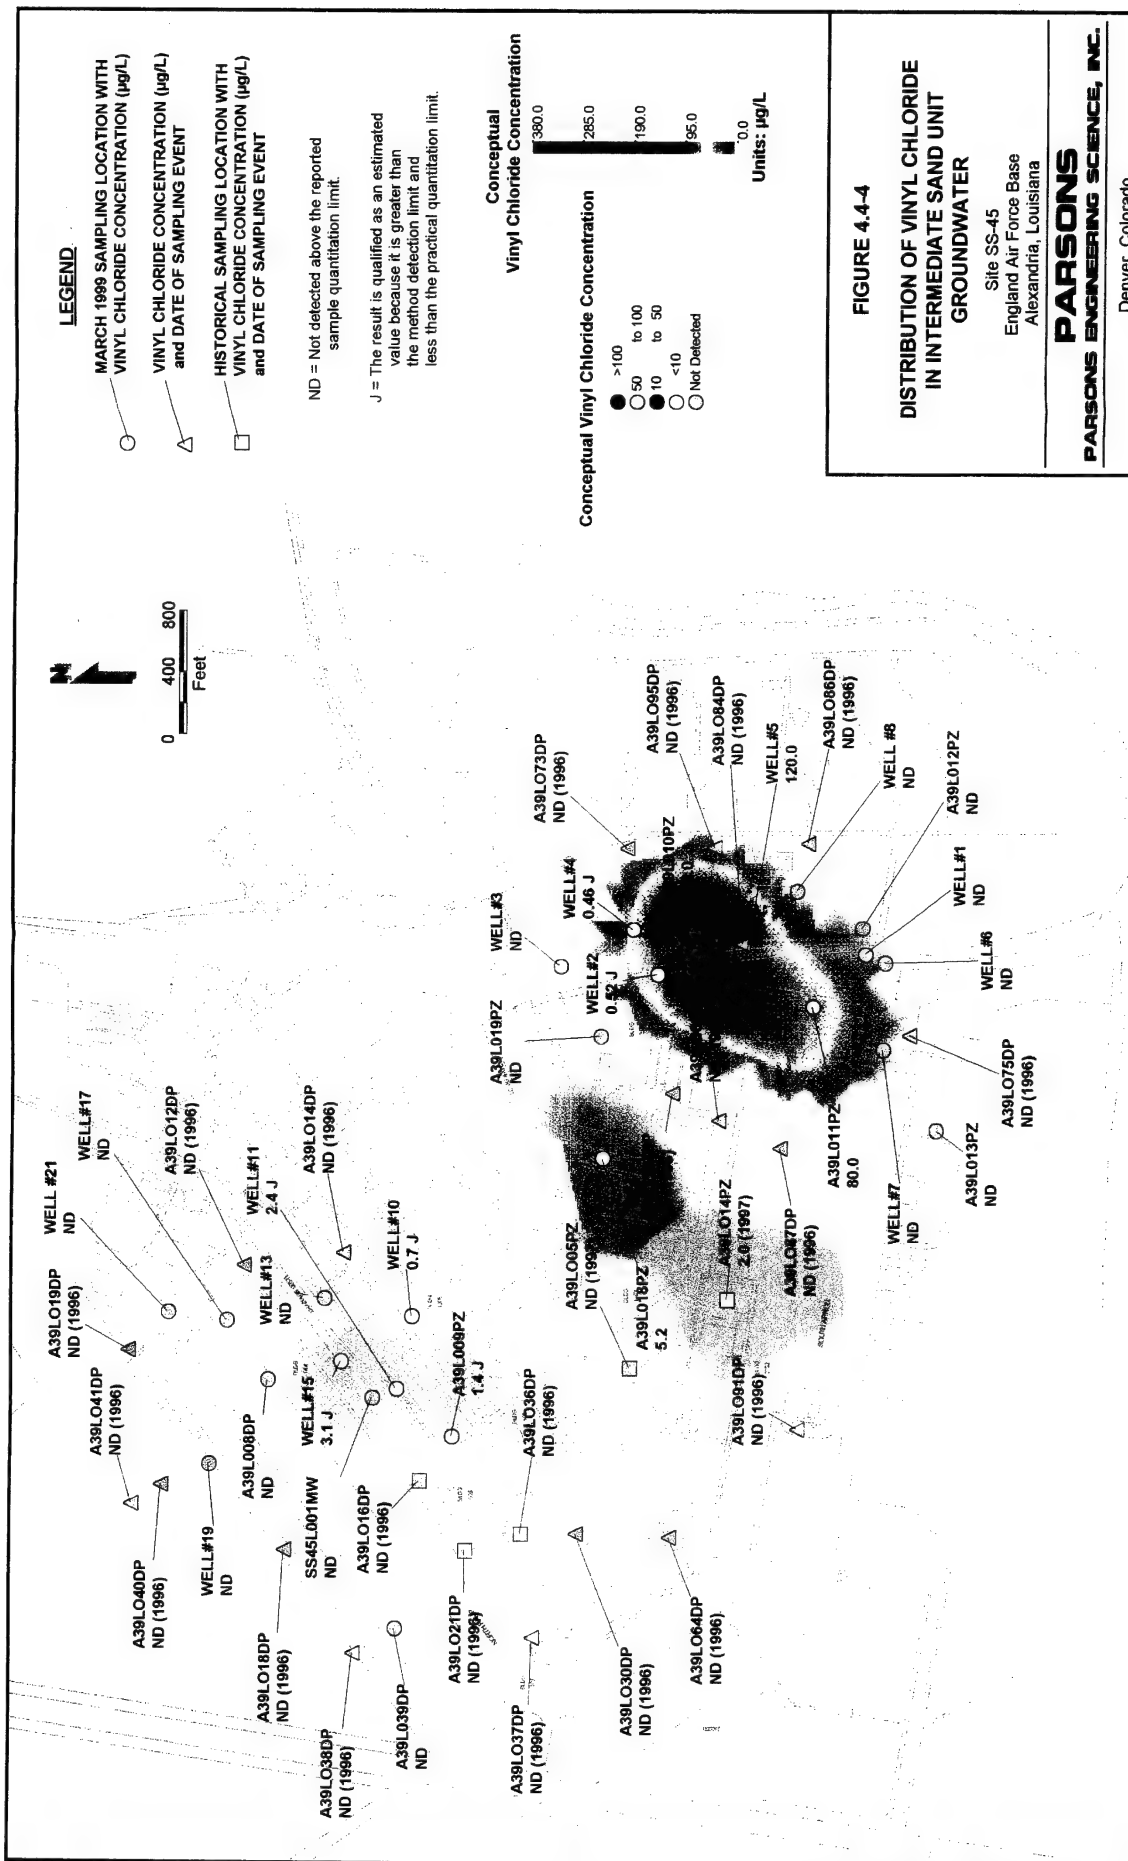 LEGEND
MARCH 1999 SAMPLING LOCATION WITH
VINYL CHLORIDE CONCENTRATION (µg/L)
VINYL CHLORIDE CONCENTRATION (µg/L)
and DATE OF SAMPLING EVENT
HISTORICAL SAMPLING LOCATION WITH
VINYL CHLORIDE CONCENTRATION (µg/L)
and DATE OF SAMPLING EVENT
ND = Not detected above the reported
sample quantitation limit.
J = The result is qualified as an estimated
value because it is greater than
the method detection limit and
less than the practical quantitation limit.
Conceptual
Vinyl Chloride Concentration
380.0
285.0
190.0
95.0
0.0
Units: µg/L
Conceptual Vinyl Chloride Concentration
>100
50 to 100
10 to 50
<10
Not Detected
FIGURE 4.4-4
DISTRIBUTION OF VINYL CHLORIDE
IN INTERMEDIATE SAND UNIT
GROUNDWATER
Site SS-45
England Air Force Base
Alexandria, Louisiana
PARSONS
PARSONS ENGINEERING SCIENCE, INC.
Denver, Colorado
N
0 400 800
Feet
A39LO19DP
ND (1996)
WELL #21
ND
WELL#17
ND
A39LO12DP
ND (1996)
WELL#13
ND
WELL#11
2.4 J
A39LO14DP
ND (1996)
WELL#10
0.7 J
A39LO41DP
ND (1996)
A39LO40DP
ND (1996)
WELL#19
ND
A39L008DP
ND
WELL#15
3.1 J
SS45L001MW
ND
A39LO18DP
ND (1996)
A39LO16DP
ND (1996)
A39L009PZ
1.4 J
A39LO38DP
ND (1996)
A39L039DP
ND
A39LO21DP
ND (1996)
A39LO36DP
ND (1996)
A39LO37DP
ND (1996)
A39LO30DP
ND (1996)
A39LO64DP
ND (1996)
A39L019PZ
ND
WELL#3
ND
WELL#4
0.46 J
WELL#2
0.52 J
A39LO73DP
ND (1996)
A39LO95DP
ND (1996)
A39LO84DP
ND (1996)
WELL#5
120.0
A39LO86DP
ND (1996)
WELL #8
ND
A39L012PZ
ND
WELL#1
ND
WELL#6
ND
A39LO75DP
ND (1996)
A39L013PZ
ND
WELL#7
ND
A39L011PZ
80.0
A39LO87DP
ND (1996)
A39LO14PZ
2.0 (1997)
A39L018PZ
5.2
A39LO05PZ
A39LO91DP
ND (1996)